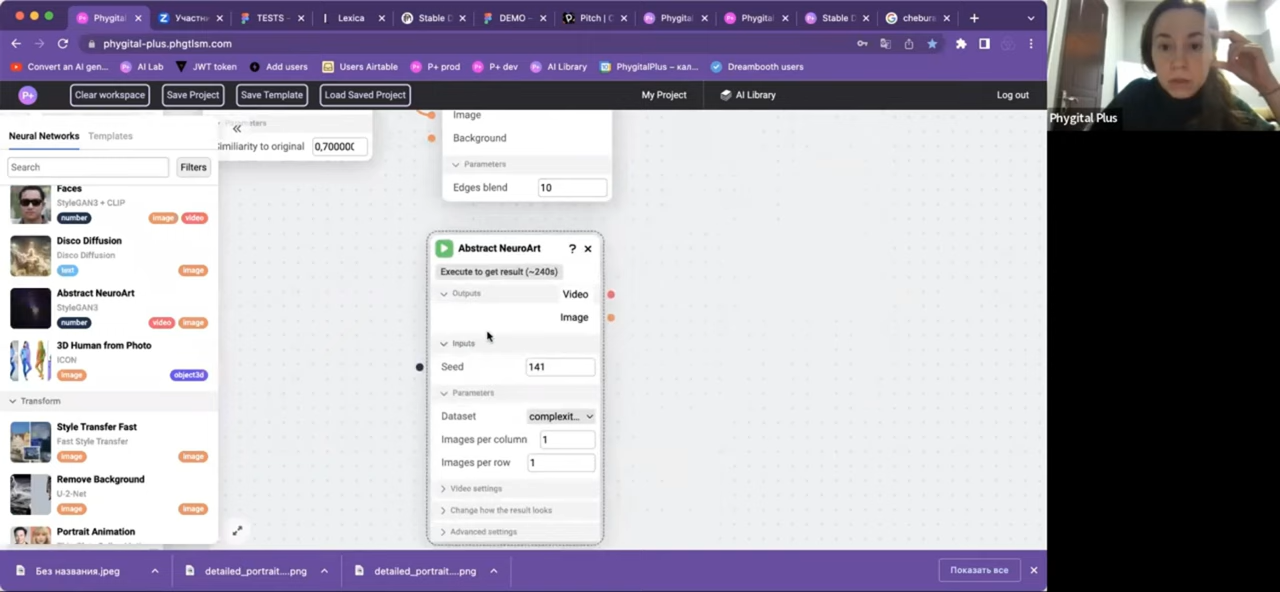 Phygital
Участни
TESTS -
Lexica
Stable D
DEMO -
Pitch | C
Phygital
Phygital
Stable D
chebur
phygital-plus.phgtlsm.com
Convert an AI gen...
AI Lab
JWT token
Add users
Users Airtable
P+ prod
P+ dev
AI Library
PhygitalPlus – кал...
Dreambooth users
P+
Clear workspace
Save Project
Save Template
Load Saved Project
My Project
AI Library
Log out
Phygital Plus
Neural Networks
Templates
Search
Filters
Faces
StyleGAN3 + CLIP
number
image
video
Disco Diffusion
Disco Diffusion
text
image
Abstract NeuroArt
StyleGAN3
number
video
image
3D Human from Photo
ICON
image
object3d
Transform
Style Transfer Fast
Fast Style Transfer
image
image
Remove Background
U-2-Net
image
image
Portrait Animation
Parameters
Similiarity to original
0,70000(
Image
Background
Parameters
Edges blend
10
Abstract NeuroArt
?
Execute to get result (~240s)
Outputs
Video
Image
Inputs
Seed
141
Parameters
Dataset
complexit...
Images per column
1
Images per row
1
Video settings
Change how the result looks
Advanced settings
Без названия.jpeg
detailed_portrait....png
detailed_portrait....png
Показать все